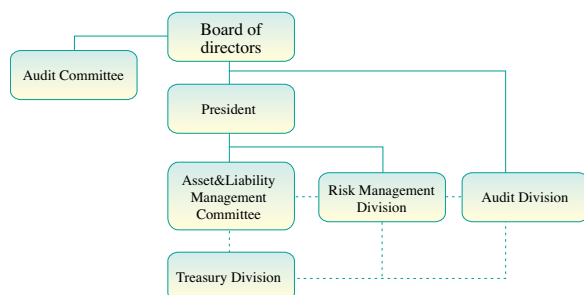 Board of
directors
Audit Committee
President
Asset&Liability
Management
Committee
Risk Management
Division
Audit Division
Treasury Division